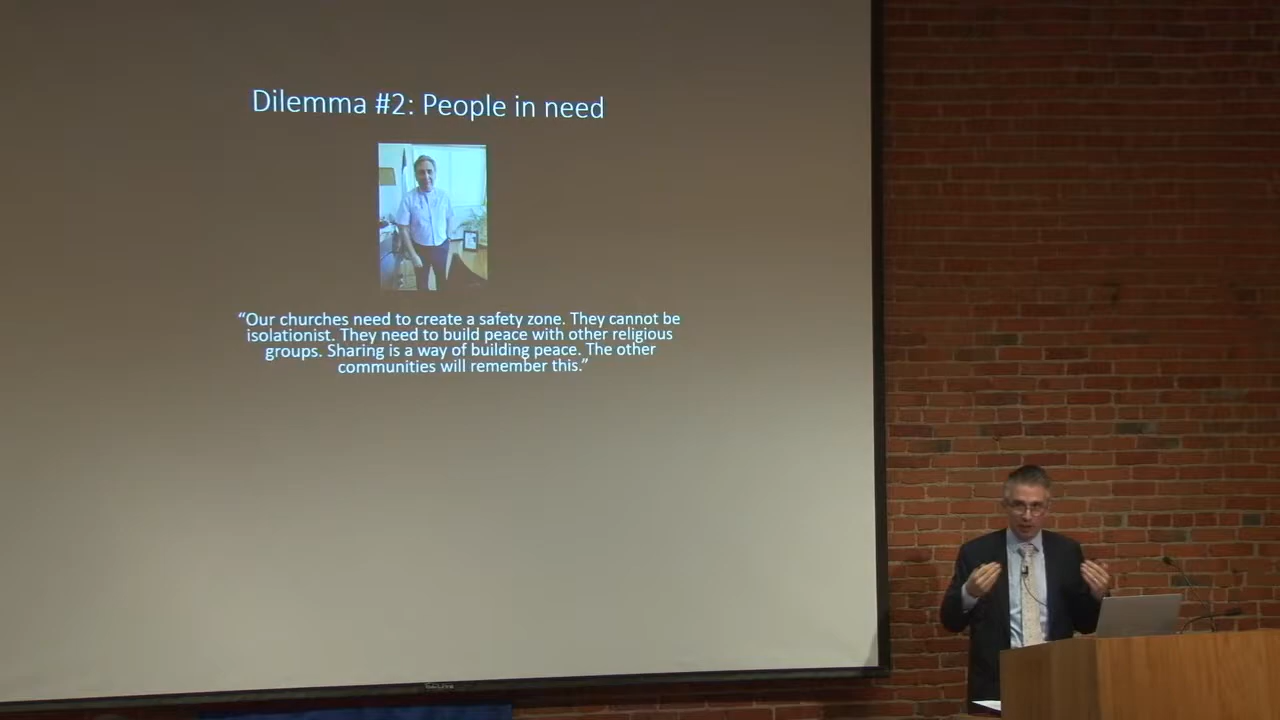 Dilemma #2: People in need
“Our churches need to create a safety zone. They cannot be
isolationist. They need to build peace with other religious
groups. Sharing is a way of building peace. The other
communities will remember this.”